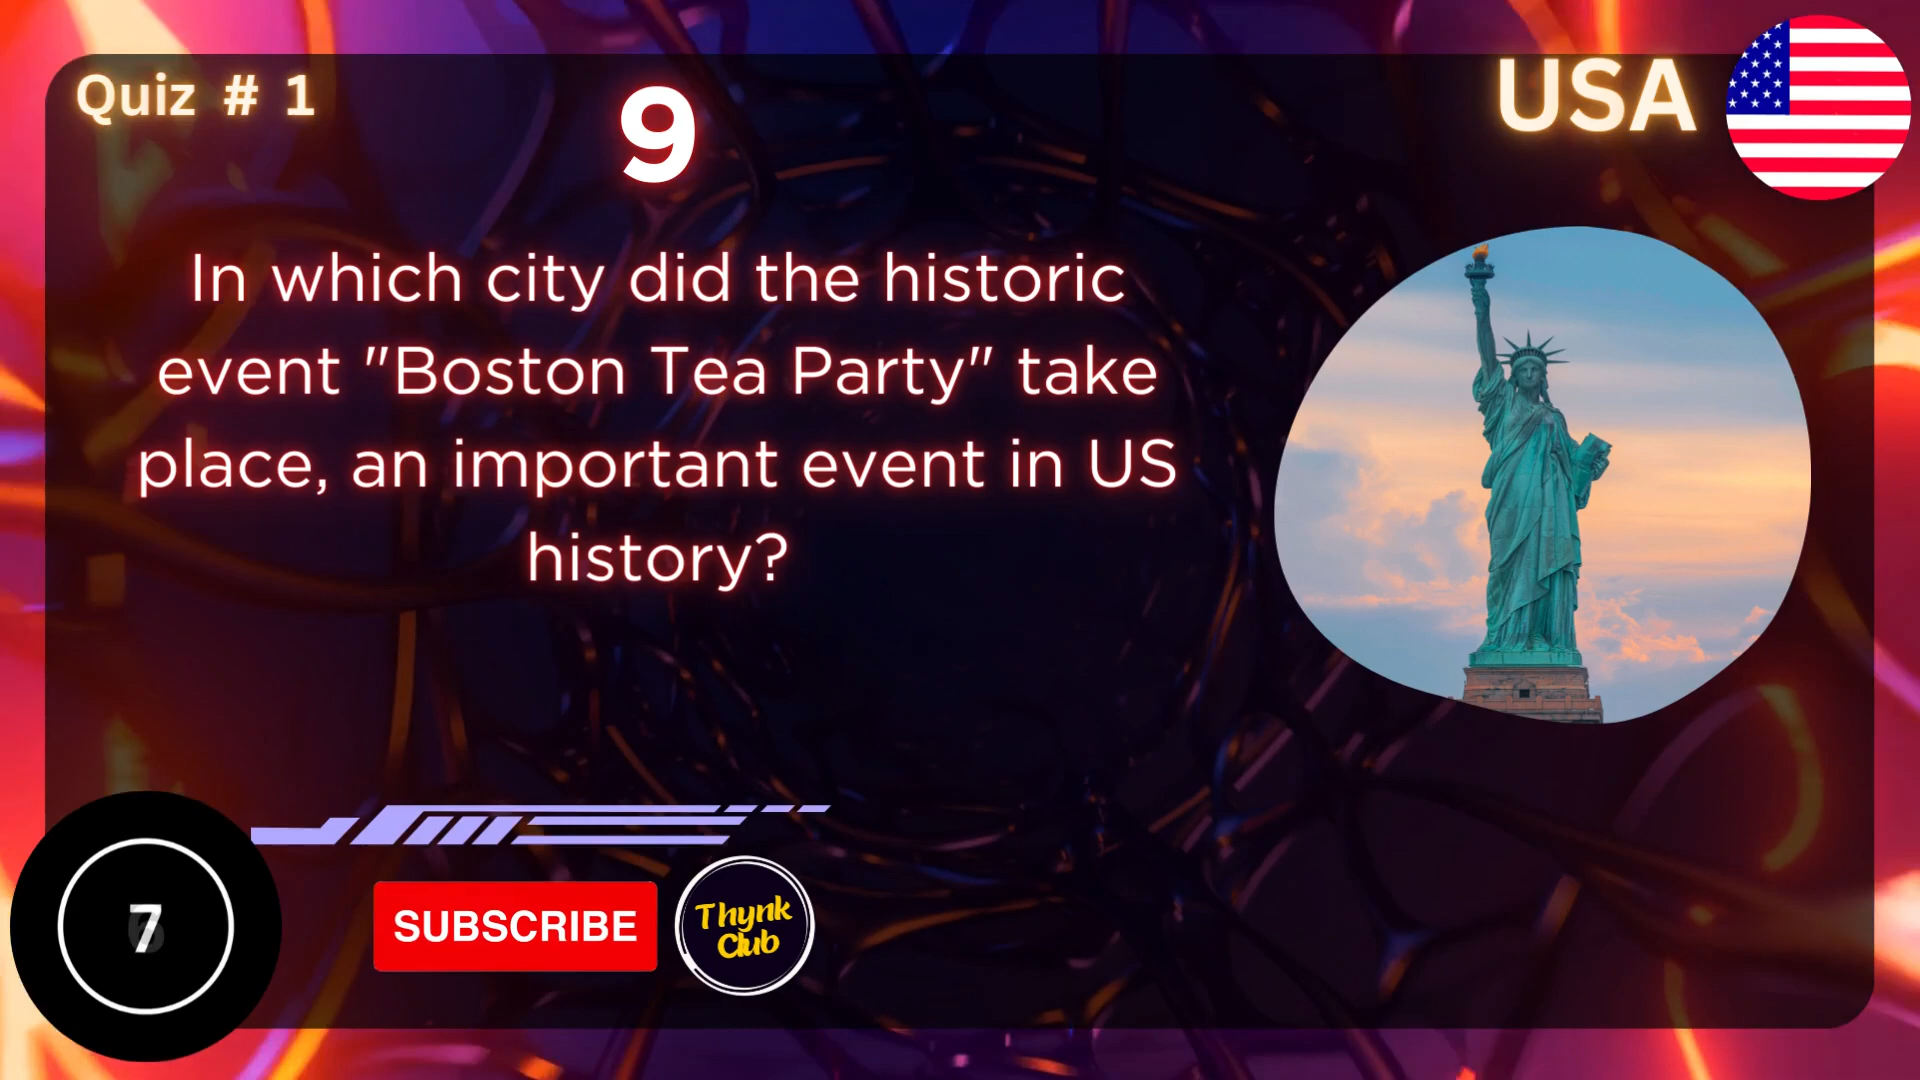 Quiz # 1
9
USA
In which city did the historic
event "Boston Tea Party" take
place, an important event in US
history?
7
SUBSCRIBE
Thynk
Club